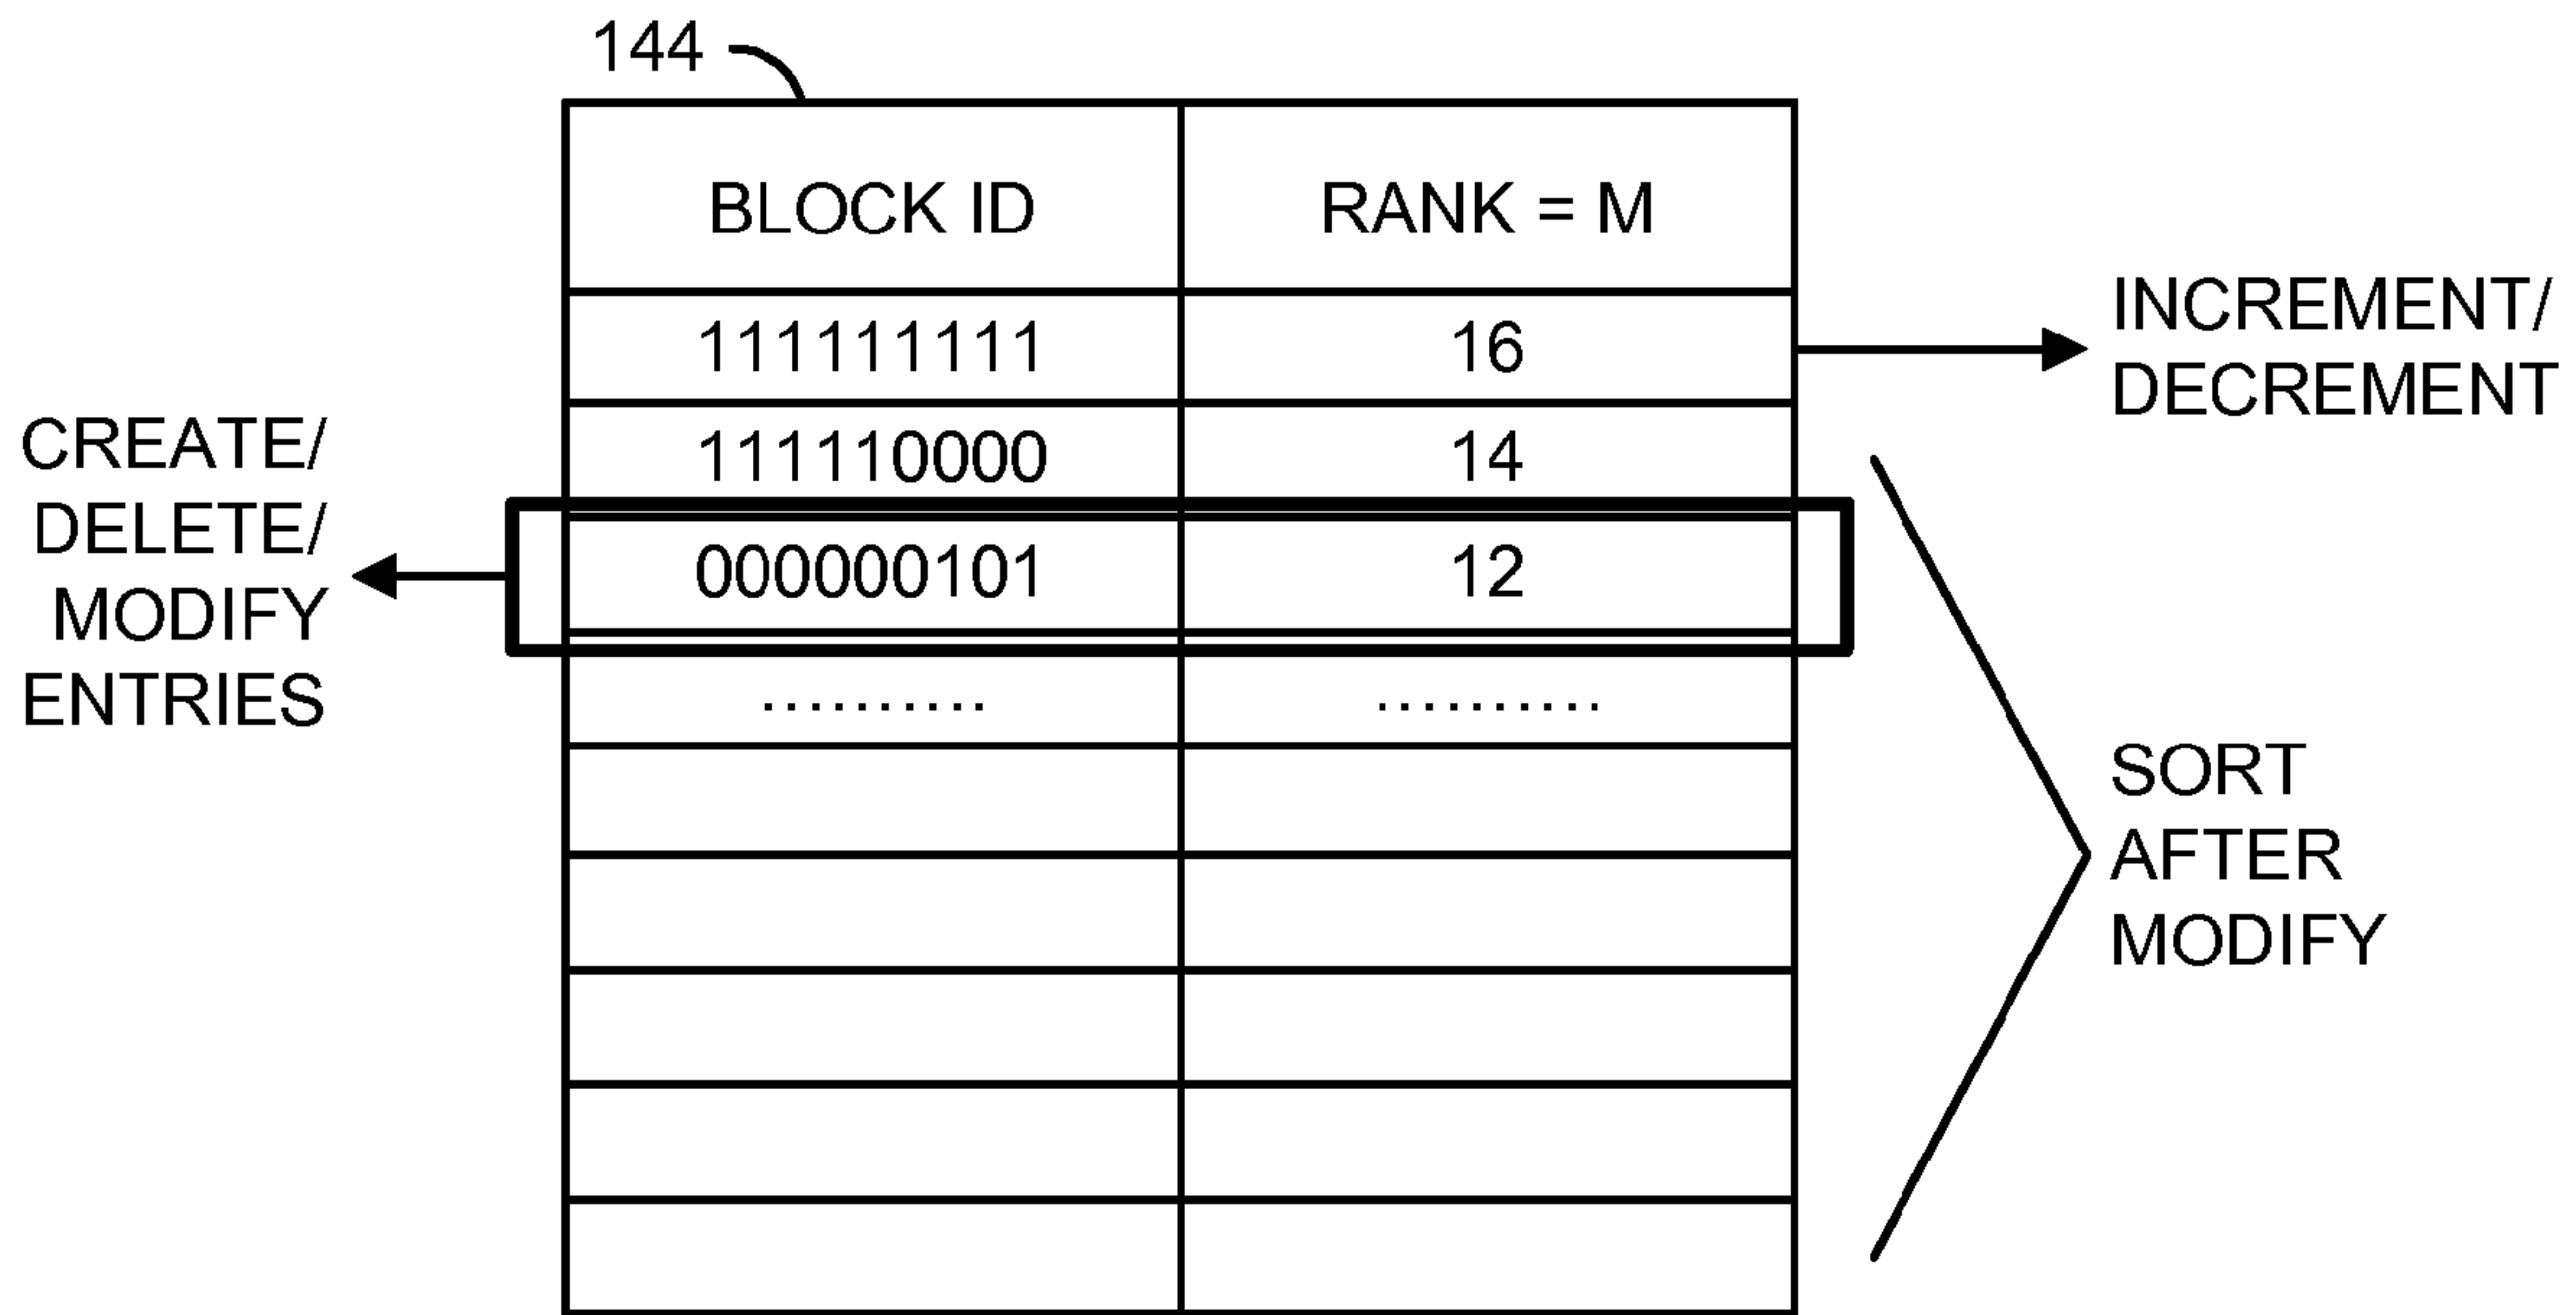 144
BLOCK ID RANK = M
111111111 16
111110000 14
000000101 12
.......... ..........
CREATE/
DELETE/
MODIFY
ENTRIES
INCREMENT/
DECREMENT
SORT
AFTER
MODIFY